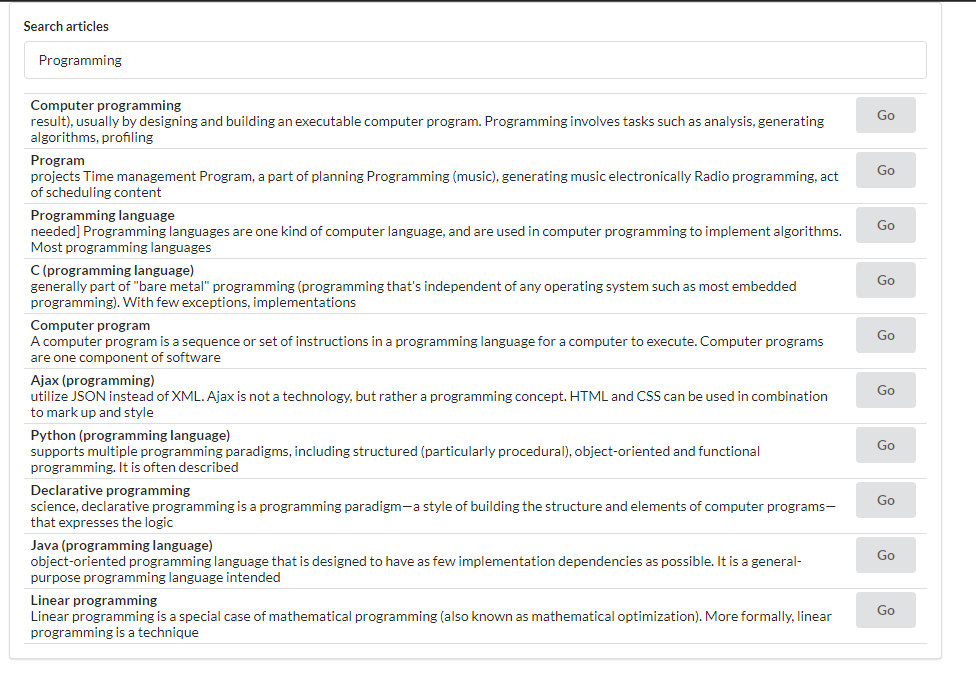 Search articles
Programming
Computer programming
result), usually by designing and building an executable computer program. Programming involves tasks such as analysis, generating
algorithms, profiling
Go
Program
projects Time management Program, a part of planning Programming (music), generating music electronically Radio programming, act
of scheduling content
Go
Programming language
needed] Programming languages are one kind of computer language, and are used in computer programming to implement algorithms.
Most programming languages
Go
C (programming language)
generally part of "bare metal" programming (programming that's independent of any operating system such as most embedded
programming). With few exceptions, implementations
Go
Computer program
A computer program is a sequence or set of instructions in a programming language for a computer to execute. Computer programs
are one component of software
Go
Ajax (programming)
utilize JSON instead of XML. Ajax is not a technology, but rather a programming concept. HTML and CSS can be used in combination
to mark up and style
Go
Python (programming language)
supports multiple programming paradigms, including structured (particularly procedural), object-oriented and functional
programming. It is often described
Go
Declarative programming
science, declarative programming is a programming paradigm—a style of building the structure and elements of computer programs—
that expresses the logic
Go
Java (programming language)
object-oriented programming language that is designed to have as few implementation dependencies as possible. It is a general-
purpose programming language intended
Go
Linear programming
Linear programming is a special case of mathematical programming (also known as mathematical optimization). More formally, linear
programming is a technique
Go